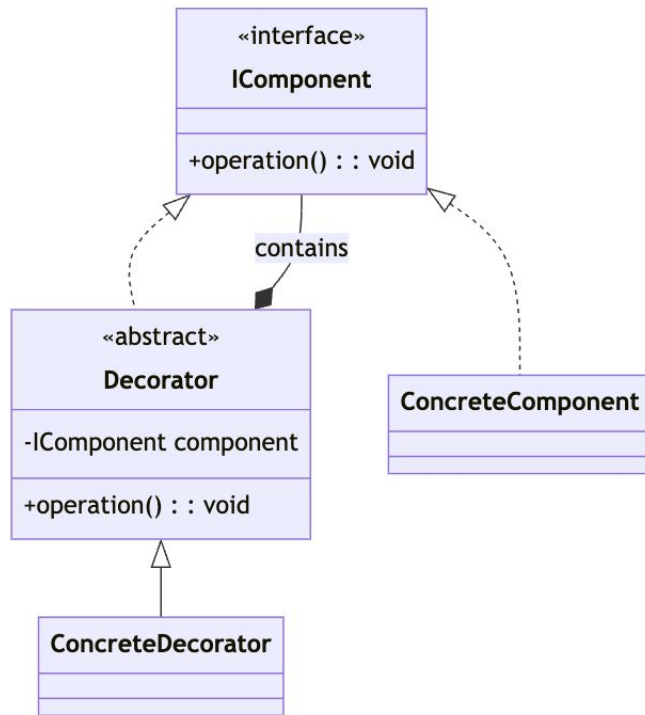 «interface»
IComponent
+operation() : : void
contains
«abstract»
Decorator
-IComponent component
+operation() : : void
ConcreteComponent
ConcreteDecorator